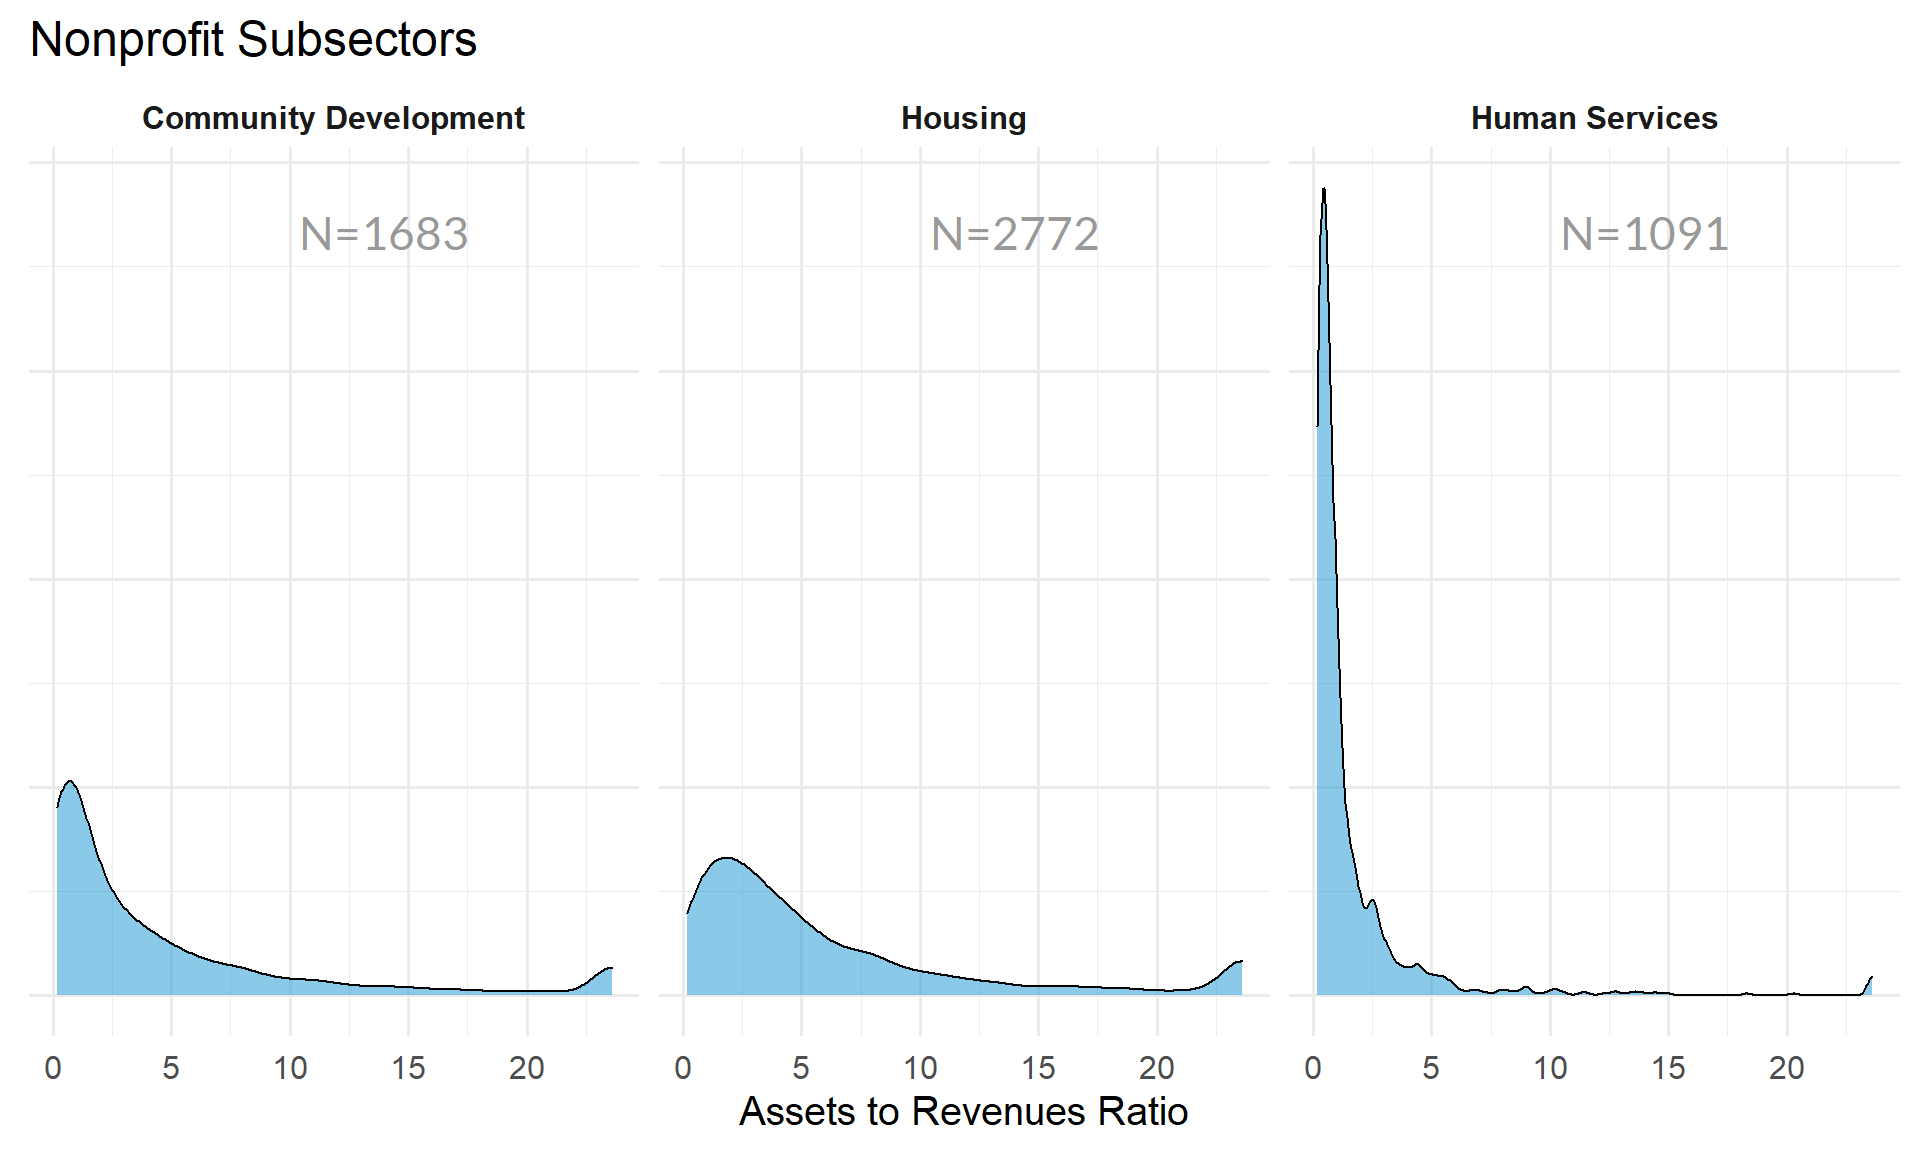 Nonprofit Subsectors
Community Development Housing Human Services
N=1683 N=2772 N=1091
0 5 10 15 20 0 5 10 15 20 0 5 10 15 20
Assets to Revenues Ratio